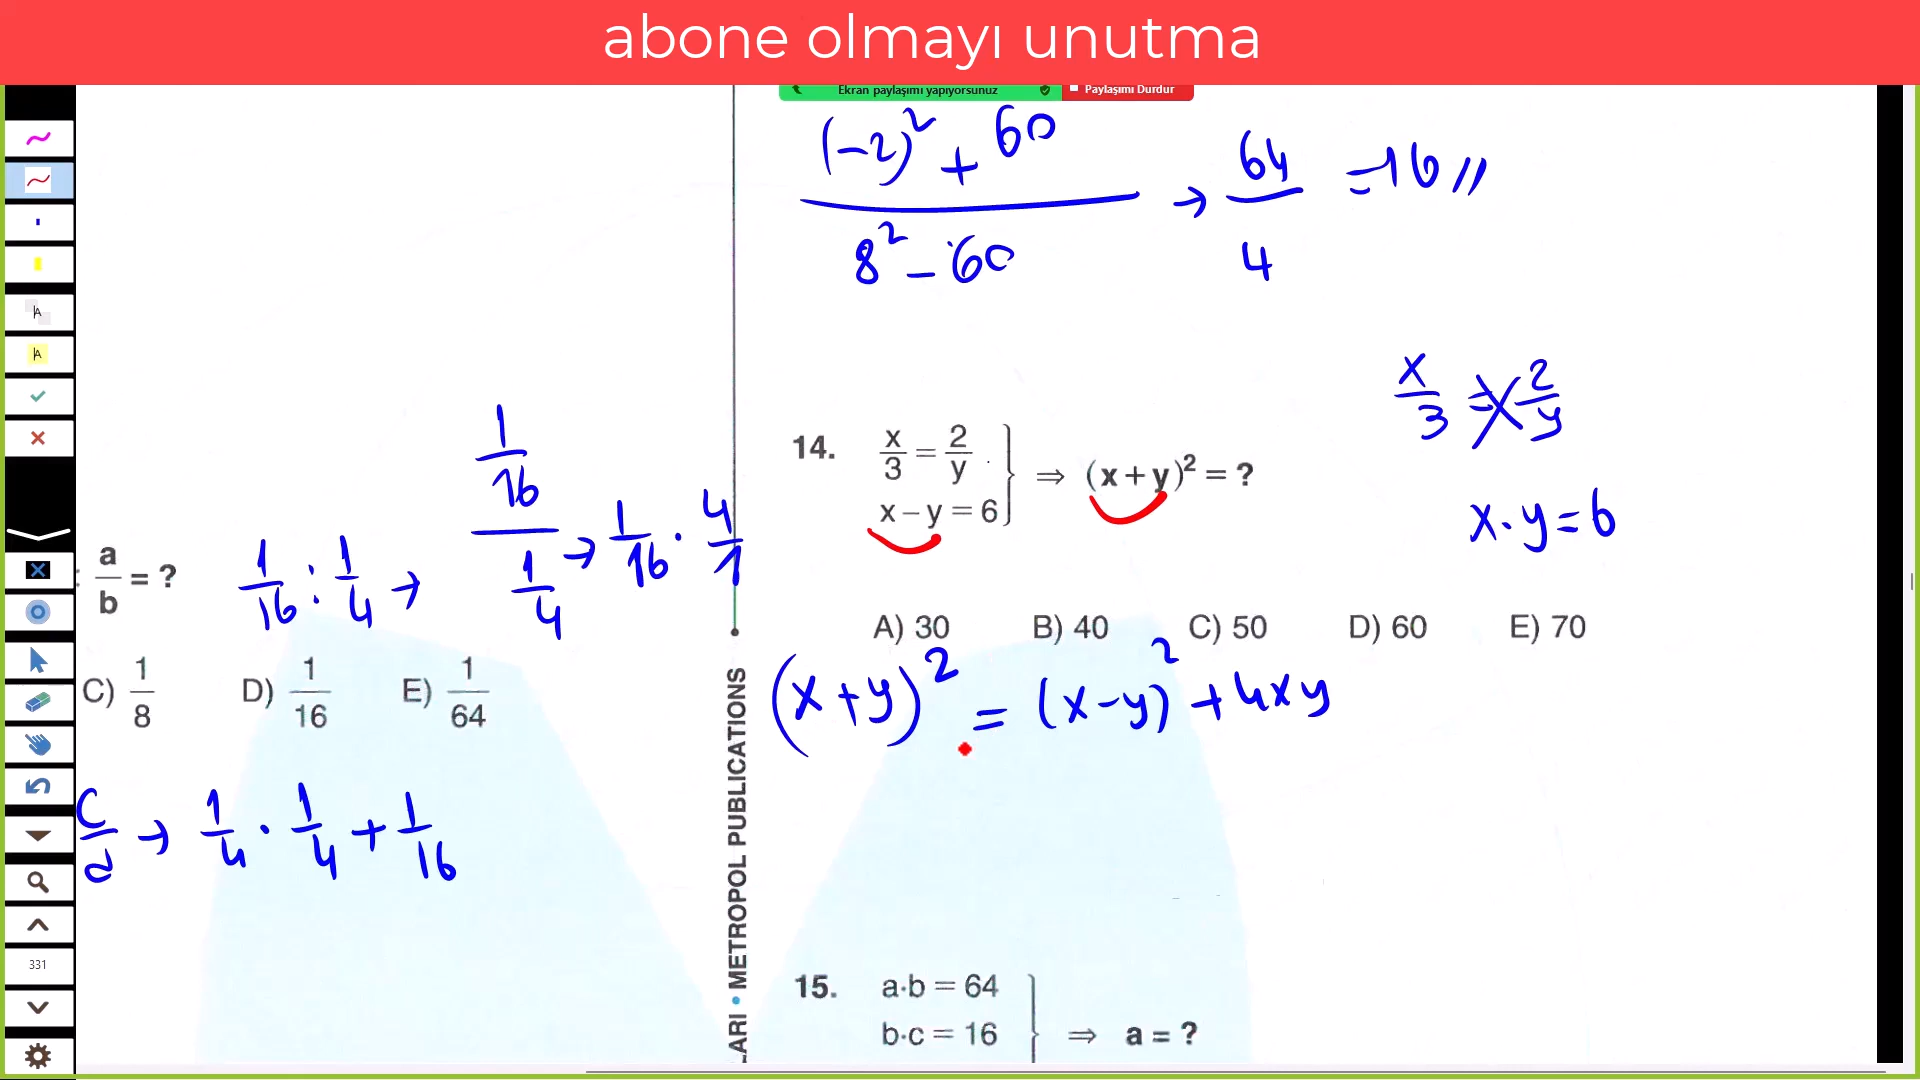 abone olmayı unutma
Ekran paylaşımı yapıyorsunuz
Paylaşımı Durdur
331
a/b = ?
1/16 : 1/4 → (1/16)/(1/4) → 1/16 · 4/1
C) 1/8 D) 1/16 E) 1/64
→ 1/4 · 1/4 + 1/16
LARI • METROPOL PUBLICATIONS
((-2)² + 60)/(8² - 60) → 64/4 = 16 //
14. x/3 = 2/y
x − y = 6 } ⇒ (x + y)² = ?
x/3 = 2/y
x · y = 6
A) 30 B) 40 C) 50 D) 60 E) 70
(x + y)² = (x - y)² + 4xy
15. a·b = 64
b·c = 16 } ⇒ a = ?